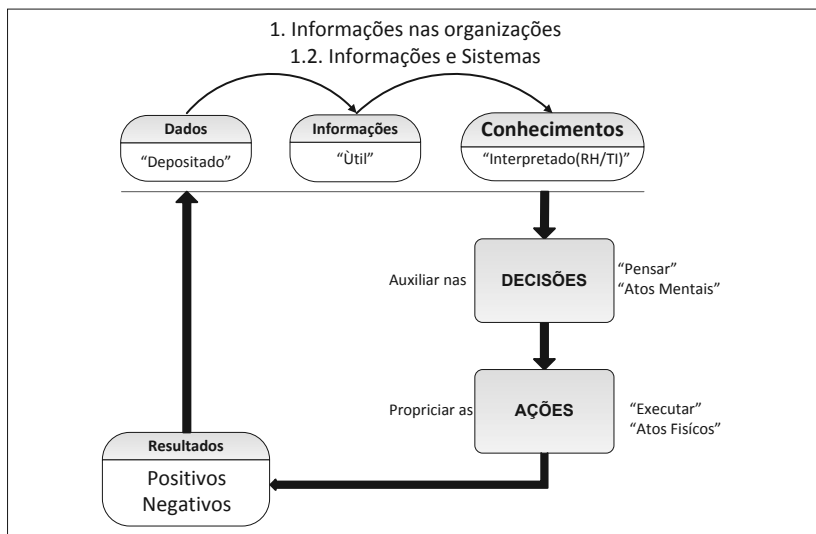 1. Informações nas organizações
1.2. Informações e Sistemas
Dados
“Depositado”
Informações
“Ùtil”
Conhecimentos
“Interpretado(RH/TI)”
Auxiliar nas
DECISÕES
“Pensar”
“Atos Mentais”
Propriciar as
AÇÕES
“Executar”
“Atos Fisícos”
Resultados
Positivos
Negativos